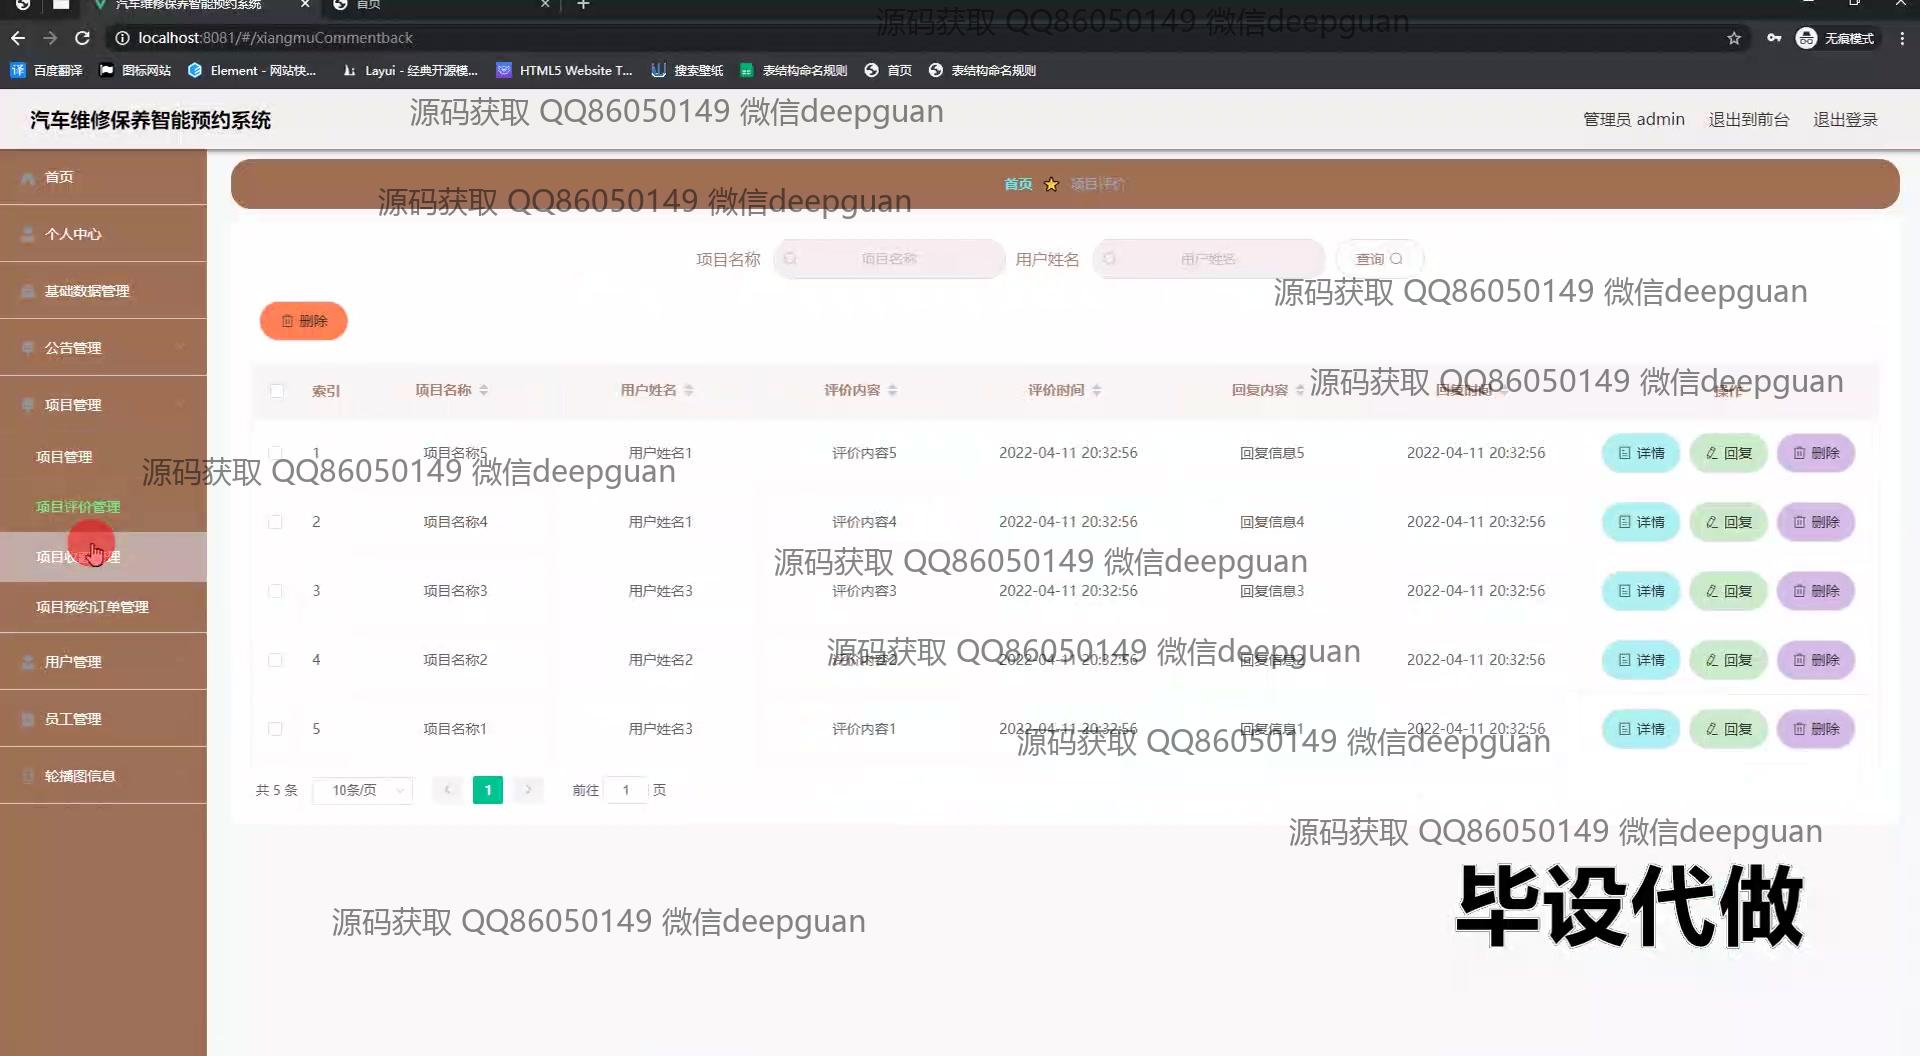 汽车维修保养智能预约系统
首页
localhost:8081/#/xiangmuCommentback
无痕模式
百度翻译
图标网站
Element - 网站快...
Layui - 经典开源模...
HTML5 Website T...
搜索壁纸
表结构命名规则
首页
表结构命名规则
源码获取 QQ86050149 微信deepguan
汽车维修保养智能预约系统
源码获取 QQ86050149 微信deepguan
管理员 admin
退出到前台
退出登录
首页
个人中心
基础数据管理
公告管理
项目管理
项目管理
项目评价管理
项目收藏管理
项目预约订单管理
用户管理
员工管理
轮播图信息
首页 项目评价
源码获取 QQ86050149 微信deepguan
项目名称 项目名称 用户姓名 用户姓名 查询
源码获取 QQ86050149 微信deepguan
删除
索引 项目名称 用户姓名 评价内容 评价时间 回复内容 回复时间 操作
源码获取 QQ86050149 微信deepguan
1 项目名称5 用户姓名1 评价内容5 2022-04-11 20:32:56 回复信息5 2022-04-11 20:32:56 详情 回复 删除
源码获取 QQ86050149 微信deepguan
2 项目名称4 用户姓名1 评价内容4 2022-04-11 20:32:56 回复信息4 2022-04-11 20:32:56 详情 回复 删除
源码获取 QQ86050149 微信deepguan
3 项目名称3 用户姓名3 评价内容3 2022-04-11 20:32:56 回复信息3 2022-04-11 20:32:56 详情 回复 删除
源码获取 QQ86050149 微信deepguan
4 项目名称2 用户姓名2 评价内容2 2022-04-11 20:32:56 回复信息2 2022-04-11 20:32:56 详情 回复 删除
5 项目名称1 用户姓名3 评价内容1 2022-04-11 20:32:56 回复信息1 2022-04-11 20:32:56 详情 回复 删除
源码获取 QQ86050149 微信deepguan
共 5 条 10条/页 1 前往 1 页
源码获取 QQ86050149 微信deepguan
毕设代做
源码获取 QQ86050149 微信deepguan